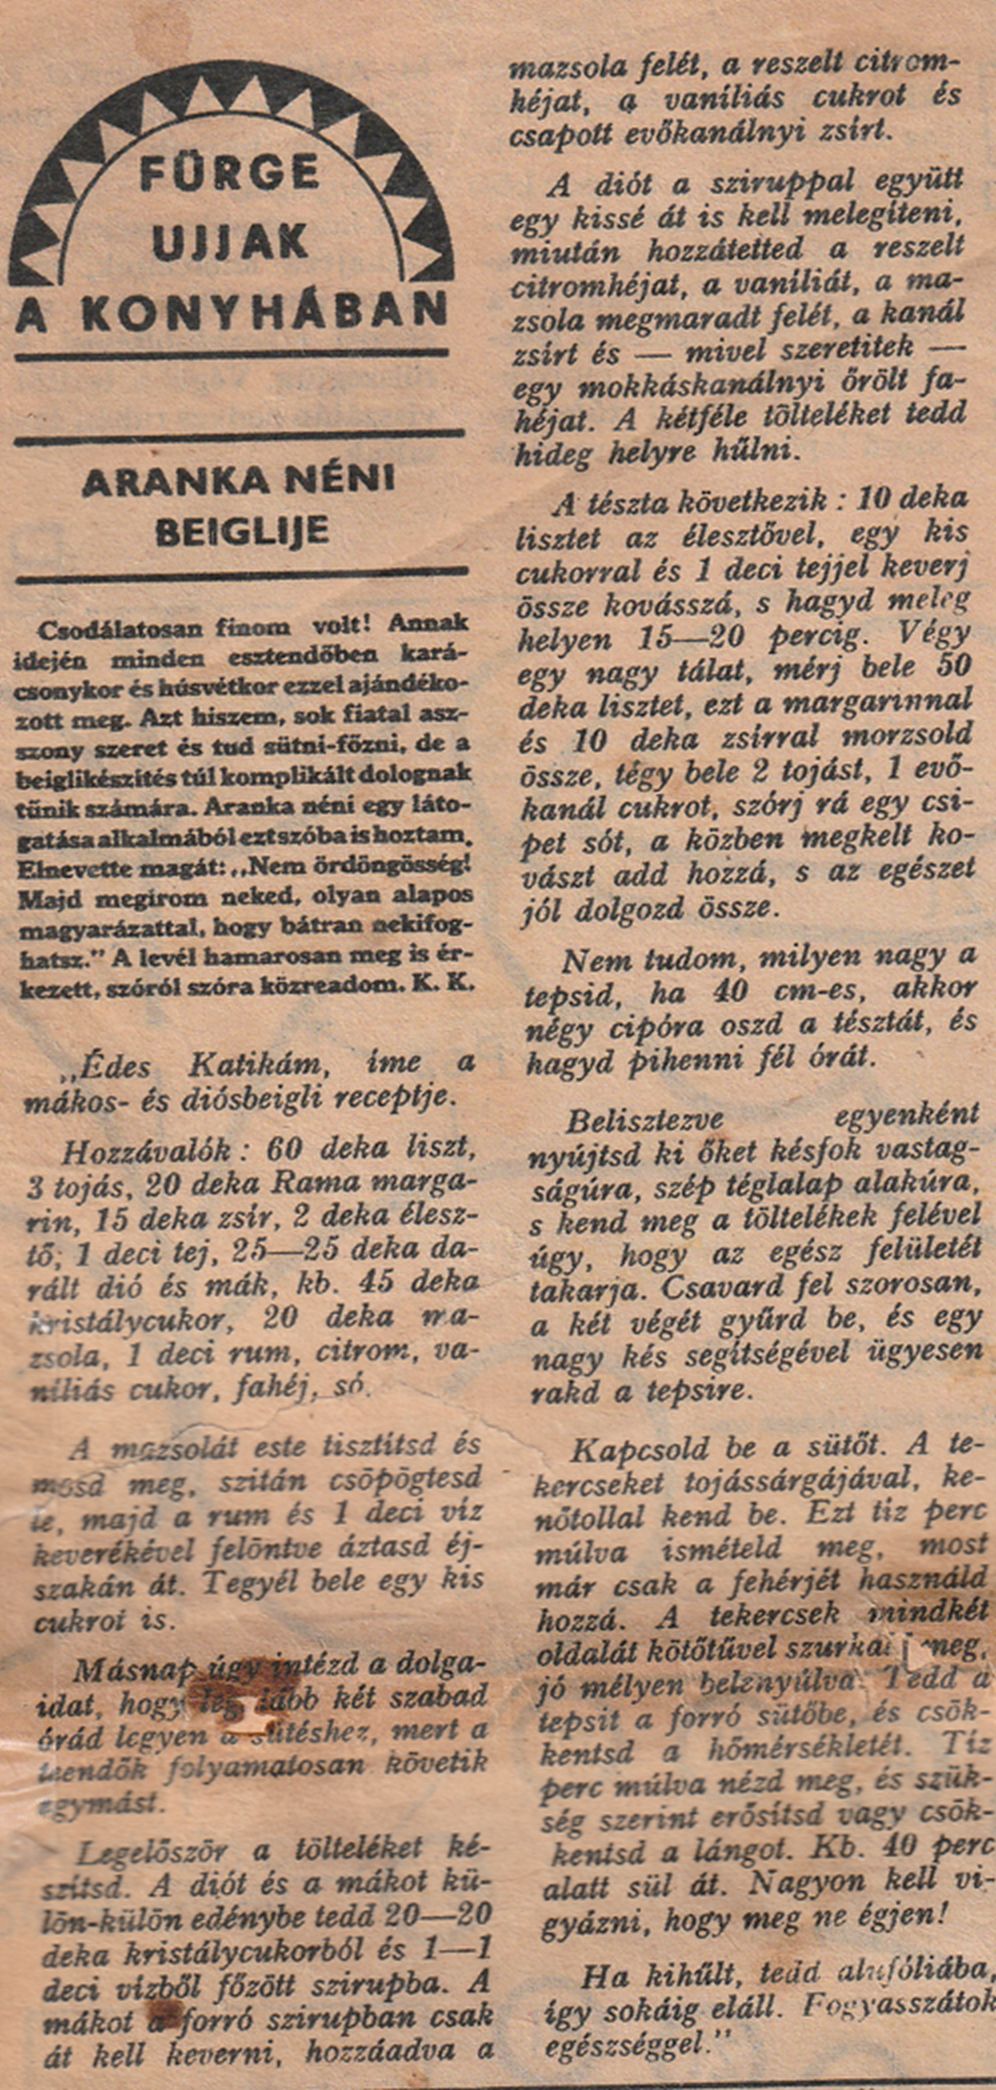 FÜRGE
UJJAK
A KONYHÁBAN
ARANKA NÉNI
BEIGLIJE
Csodálatosan finom volt! Annak
idején minden esztendőben kará-
csonykor és húsvétkor ezzel ajándéko-
zott meg. Azt hiszem, sok fiatal asz-
szony szeret és tud sütni-főzni, de a
beiglikészítés túl komplikált dolognak
tűnik számára. Aranka néni egy láto-
gatása alkalmából ezt szóba is hoztam.
Elnevette magát: „Nem ördöngösség!
Majd megírom neked, olyan alapos
magyarázattal, hogy bátran nekifog-
hatsz.” A levél hamarosan meg is ér-
kezett, szóról szóra közreadom. K. K.
„Édes Katikám, íme a
mákos- és diósbeigli receptje.
Hozzávalók: 60 deka liszt,
3 tojás, 20 deka Rama marga-
rin, 15 deka zsír, 2 deka élesz-
tő, 1 deci tej, 25—25 deka da-
rált dió és mák, kb. 45 deka
kristálycukor, 20 deka ma-
zsola, 1 deci rum, citrom, va-
níliás cukor, fahéj, só.
A mazsolát este tisztítsd és
mosd meg, szitán csöpögtesd
le, majd a rum és 1 deci víz
keverékével felöntve áztasd éj-
szakán át. Tegyél bele egy kis
cukrot is.
Másnap úgy intézd a dolga-
idat, hogy két szabad
órád legyen a sütéshez, mert a
teendők folyamatosan követik
egymást.
Legelőször a tölteléket ké-
szítsd. A diót és a mákot kü-
lön-külön edénybe tedd 20—20
deka kristálycukorból és 1—1
deci vízből főzött szirupba. A
mákot a forró szirupban csak
át kell keverni, hozzáadva a
mazsola felét, a reszelt citrom-
héjat, a vaníliás cukrot és
csapott evőkanálnyi zsírt.
A diót a sziruppal együtt
egy kissé át is kell melegíteni,
miután hozzátetted a reszelt
citromhéjat, a vaníliát, a ma-
zsola megmaradt felét, a kanál
zsírt és — mivel szeretitek —
egy mokkáskanálnyi őrölt fa-
héjat. A kétféle tölteléket tedd
hideg helyre hűlni.
A tészta következik: 10 deka
lisztet az élesztővel, egy kis
cukorral és 1 deci tejjel keverj
össze kovásszá, s hagyd meleg
helyen 15—20 percig. Végy
egy nagy tálat, mérj bele 50
deka lisztet, ezt a margarinnal
és 10 deka zsírral morzsold
össze, tégy bele 2 tojást, 1 evő-
kanál cukrot, szórj rá egy csi-
pet sót, a közben megkelt ko-
vászt add hozzá, s az egészet
jól dolgozd össze.
Nem tudom, milyen nagy a
tepsid, ha 40 cm-es, akkor
négy cipóra oszd a tésztát, és
hagyd pihenni fél órát.
Belisztezve egyenként
nyújtsd ki őket késfok vastag-
ságúra, szép téglalap alakúra,
s kend meg a töltelékek felével
úgy, hogy az egész felületét
takarja. Csavard fel szorosan,
a két végét gyűrd be, és egy
nagy kés segítségével ügyesen
rakd a tepsire.
Kapcsold be a sütőt. A te-
kercseket tojássárgájával, ke-
nőtollal kend be. Ezt tíz perc
múlva ismételd meg, most
már csak a fehérjét használd
hozzá. A tekercsek mindkét
oldalát kötőtűvel szurkálj meg,
jó mélyen belenyúlva. Tedd a
tepsit a forró sütőbe, és csök-
kentsd a hőmérsékletét. Tíz
perc múlva nézd meg, és szük-
ség szerint erősítsd vagy csök-
kentsd a lángot. Kb. 40 perc
alatt sül át. Nagyon kell vi-
gyázni, hogy meg ne égjen!
Ha kihűlt, tedd alufóliába,
így sokáig eláll. Fogyasszátok
egészséggel.”